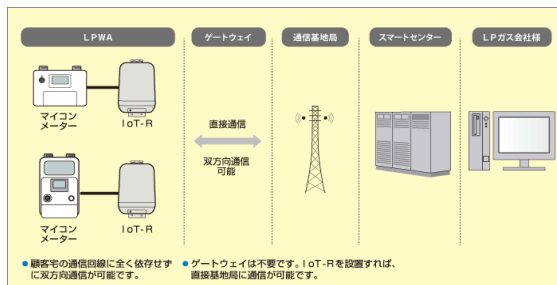 LPWA
ゲートウェイ
通信基地局
スマートセンター
LPガス会社様
マイコン
メーター
IoT-R
直接通信
双方向通信
可能
マイコン
メーター
IoT-R
●顧客宅の通信回線に全く依存せず
に双方向通信が可能です。
●ゲートウェイは不要です。IoT-Rを設置すれば、
直接基地局に通信が可能です。